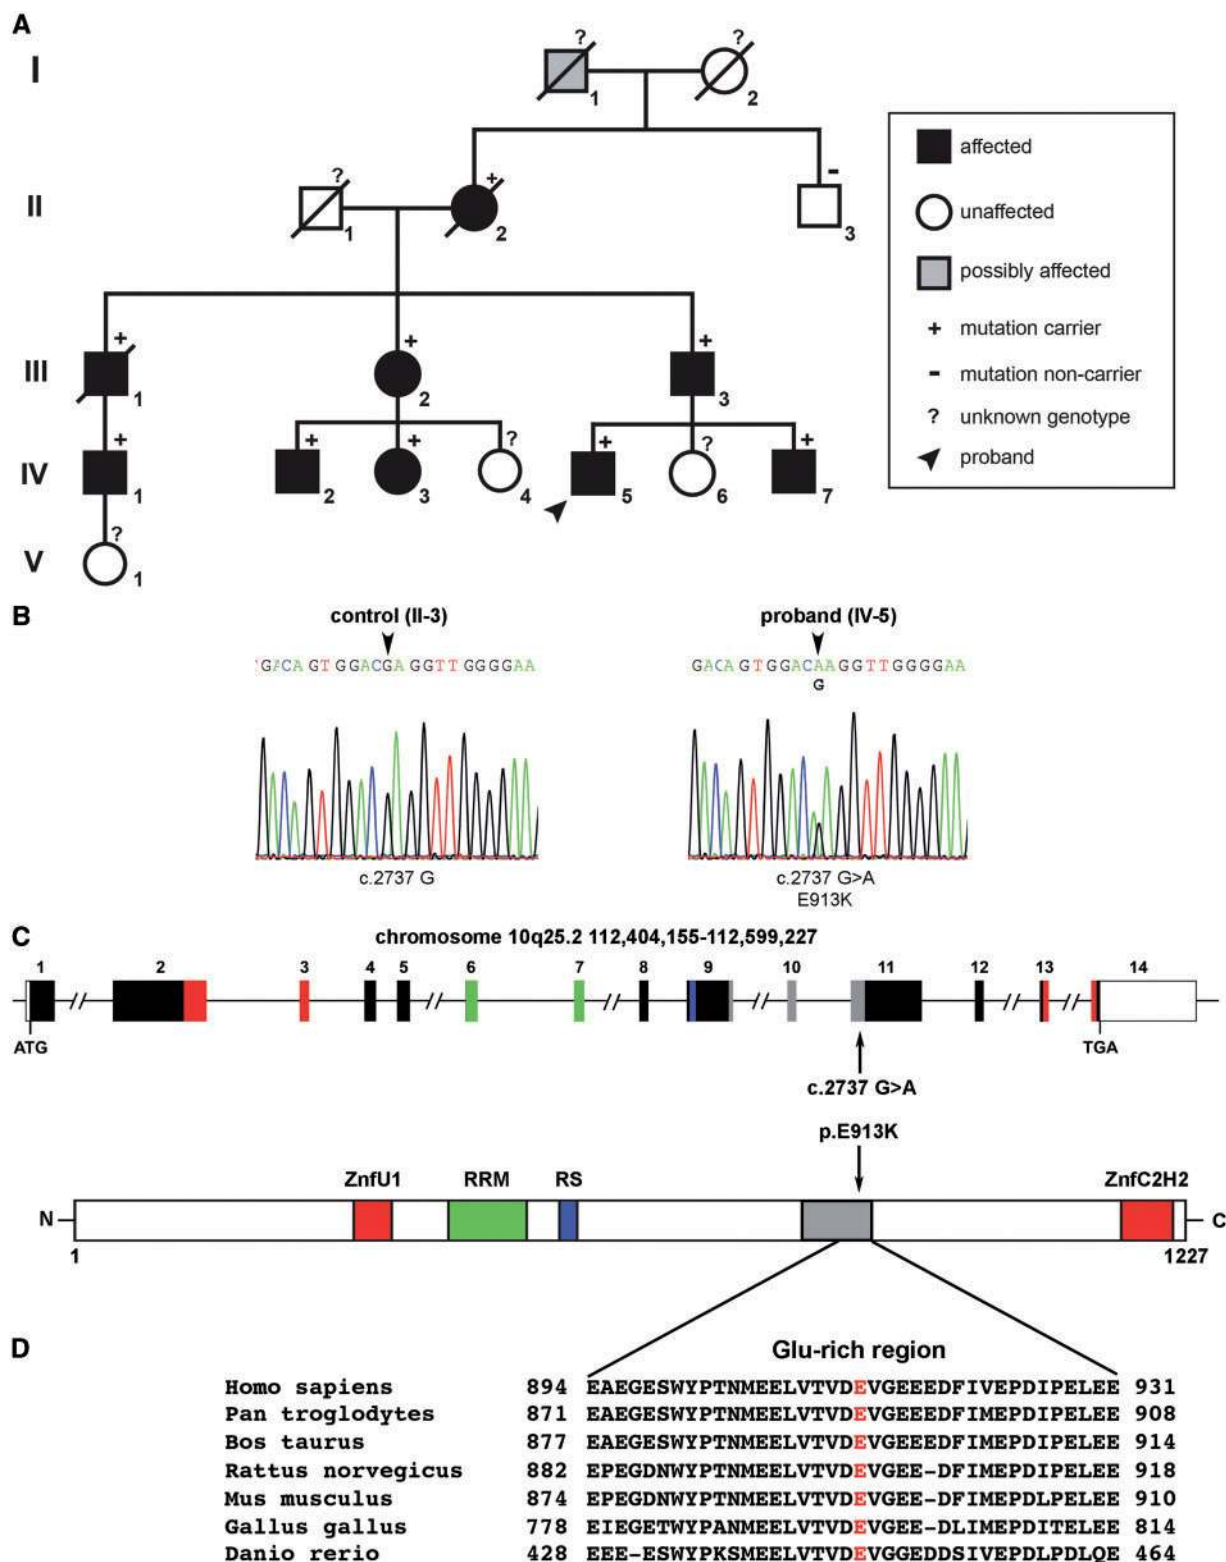 A
I
?
1
?
2
affected
unaffected
possibly affected
+ mutation carrier
- mutation non-carrier
? unknown genotype
proband
II
?
1
+
2
-
3
III
+
1
+
2
+
3
IV
+
1
+
2
+
3
?
4
+
5
?
6
+
7
V
?
1
B
control (II-3)
proband (IV-5)
TGACAGTGGACGAGGTTGGGGAA
GACAGTGGACAAGGTTGGGGAA
G
c.2737 G
c.2737 G>A
E913K
C
chromosome 10q25.2 112,404,155-112,599,227
1 2 3 4 5 6 7 8 9 10 11 12 13 14
// // // // // //
ATG
TGA
c.2737 G>A
p.E913K
ZnfU1 RRM RS ZnfC2H2
N C
1 1227
D
Glu-rich region
Homo sapiens 894 EAEGESWYPTNMEELVTVDEVGEEEDFIVEPDIPELEE 931
Pan troglodytes 871 EAEGESWYPTNMEELVTVDEVGEEEDFIMEPDIPELEE 908
Bos taurus 877 EAEGESWYPTNMEELVTVDEVGEEEDFIMEPDIPELEE 914
Rattus norvegicus 882 EPEGDNWYPTNMEELVTVDEVGEE-DFIMEPDIPELEE 918
Mus musculus 874 EPEGDNWYPTNMEELVTVDEVGEE-DFIMEPDLPELEE 910
Gallus gallus 778 EIEGETWYPANMEELVTVDEVGEE-DLIMEPDITELEE 814
Danio rerio 428 EEE-ESWYPKSMEELVTVDEVGGEDDSIVEPDLPDLQE 464